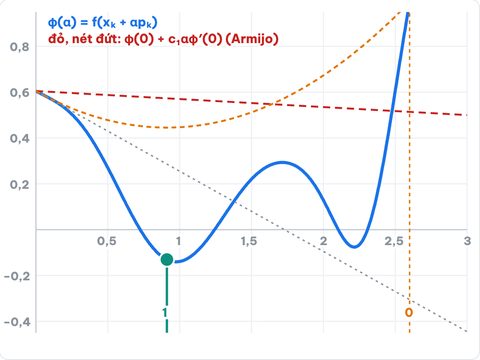 ϕ(α) = f(xₖ + αpₖ)
đỏ, nét đứt: ϕ(0) + c₁αϕ′(0) (Armijo)
0,8
0,6
0,4
0,2
0,5 1 1,5 2 2,5 3
−0,2
1 0
−0,4